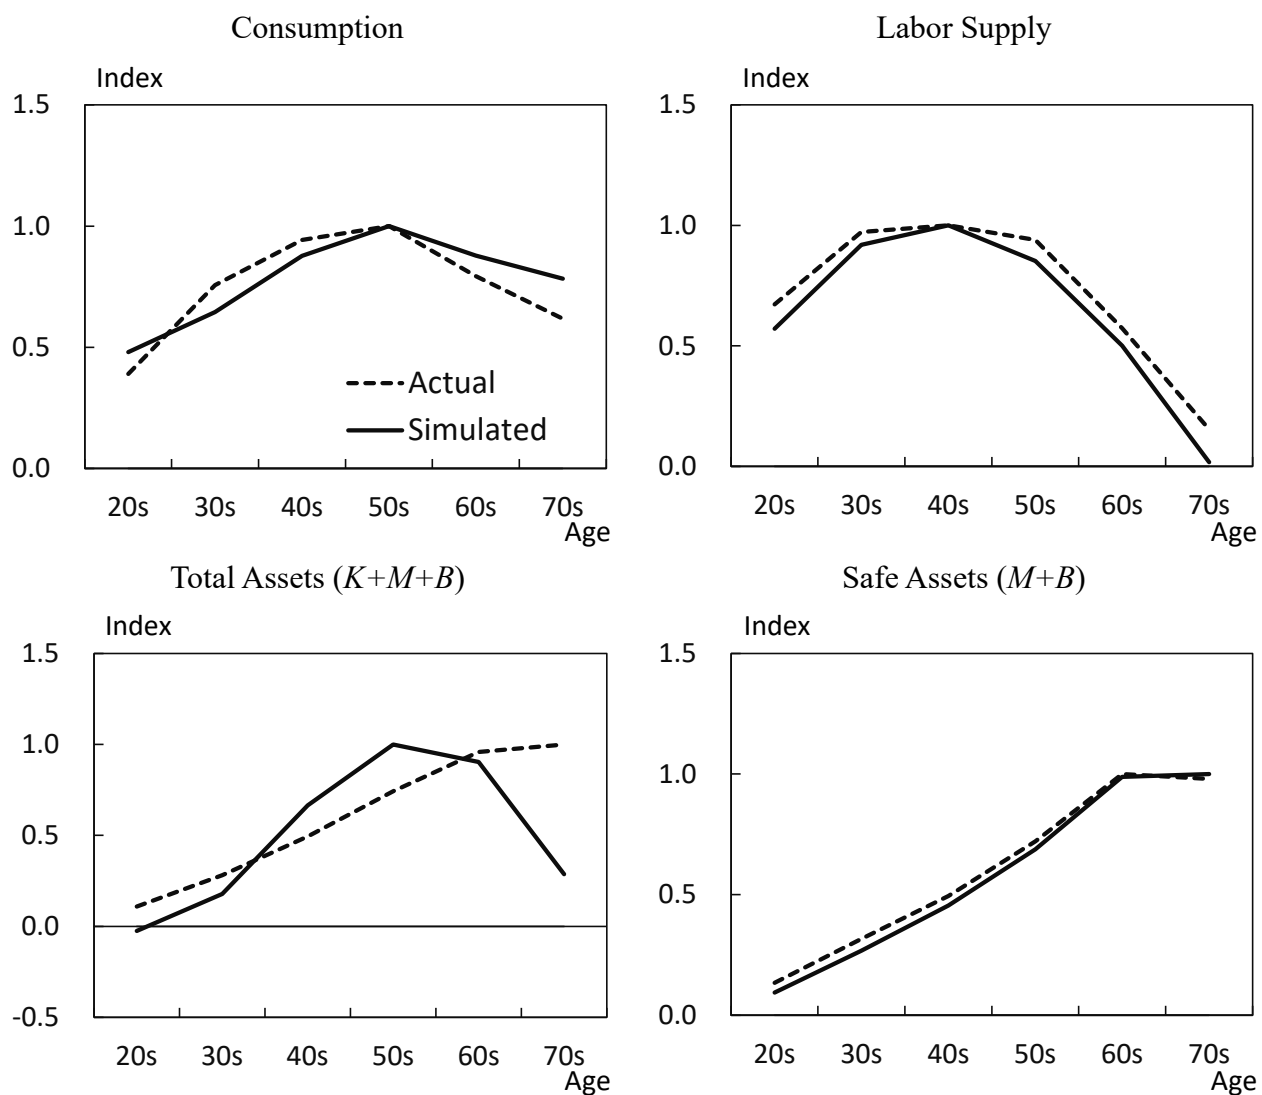 Consumption
Index
1.5
1.0
0.5
0.0
Actual
Simulated
20s 30s 40s 50s 60s 70s
Age
Labor Supply
Index
1.5
1.0
0.5
0.0
20s 30s 40s 50s 60s 70s
Age
Total Assets (K+M+B)
Index
1.5
1.0
0.5
0.0
-0.5
20s 30s 40s 50s 60s 70s
Age
Safe Assets (M+B)
Index
1.5
1.0
0.5
0.0
20s 30s 40s 50s 60s 70s
Age